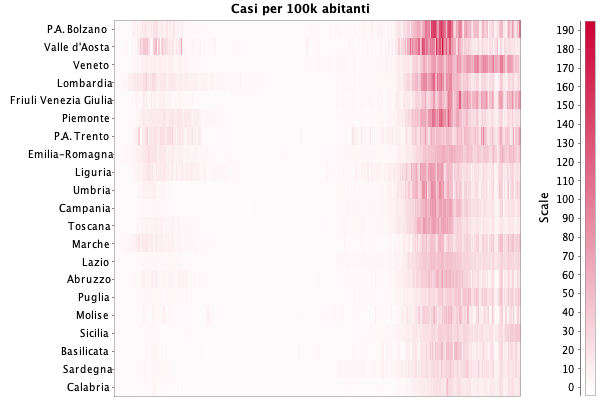 Casi per 100k abitanti
P.A. Bolzano
Valle d'Aosta
Veneto
Lombardia
Friuli Venezia Giulia
Piemonte
P.A. Trento
Emilia-Romagna
Liguria
Umbria
Campania
Toscana
Marche
Lazio
Abruzzo
Puglia
Molise
Sicilia
Basilicata
Sardegna
Calabria
Scale
190
180
170
160
150
140
130
120
110
100
90
80
70
60
50
40
30
20
10
0